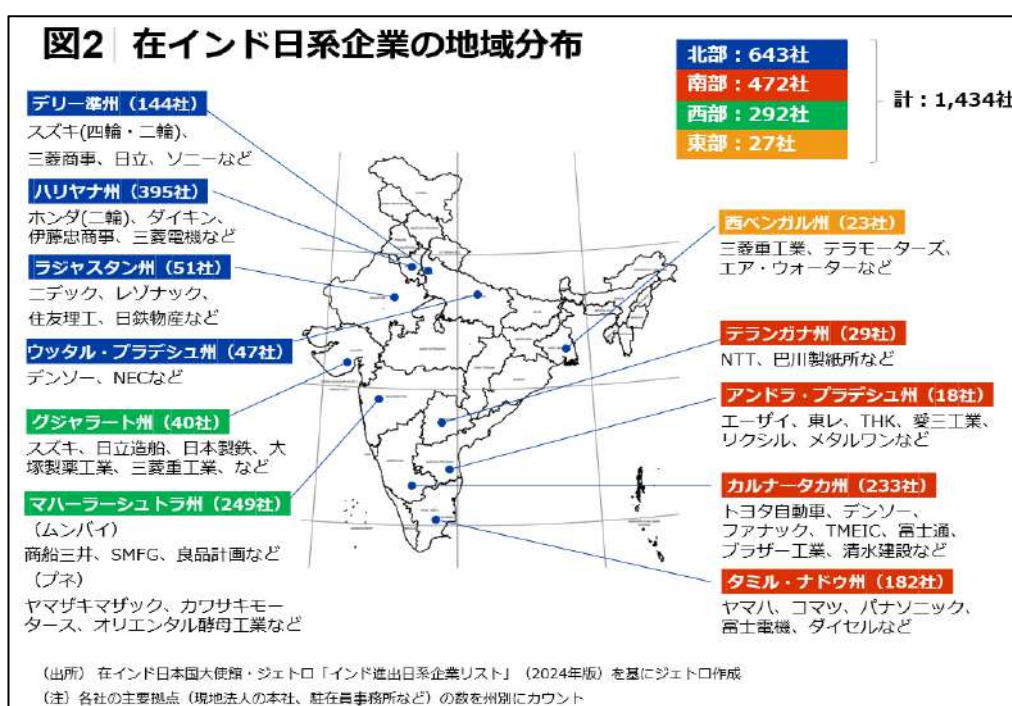 図2 在インド日系企業の地域分布
北部：643社
南部：472社
西部：292社
東部：27社
計：1,434社
デリー準州（144社）
スズキ(四輪・二輪)、
三菱商事、日立、ソニーなど
ハリヤナ州（395社）
ホンダ(二輪)、ダイキン、
伊藤忠商事、三菱電機など
ラジャスタン州（51社）
ニデック、レゾナック、
住友理工、日鉄物産など
ウッタル・プラデシュ州（47社）
デンソー、NECなど
グジャラート州（40社）
スズキ、日立造船、日本製鉄、大
塚製薬工業、三菱重工業、など
マハーラーシュトラ州（249社）
（ムンバイ）
商船三井、SMFG、良品計画など
（プネ）
ヤマザキマザック、カワサキモー
タース、オリエンタル酵母工業など
西ベンガル州（23社）
三菱重工業、テラモーターズ、
エア・ウォーターなど
テランガナ州（29社）
NTT、巴川製紙所など
アンドラ・プラデシュ州（18社）
エーザイ、東レ、THK、愛三工業、
リクシル、メタルワンなど
カルナータカ州（233社）
トヨタ自動車、デンソー、
ファナック、TMEIC、富士通、
ブラザー工業、清水建設など
タミル・ナドゥ州（182社）
ヤマハ、コマツ、パナソニック、
富士電機、ダイセルなど
（出所） 在インド日本国大使館・ジェトロ「インド進出日系企業リスト」（2024年版）を基にジェトロ作成
（注）各社の主要拠点（現地法人の本社、駐在員事務所など）の数を州別にカウント